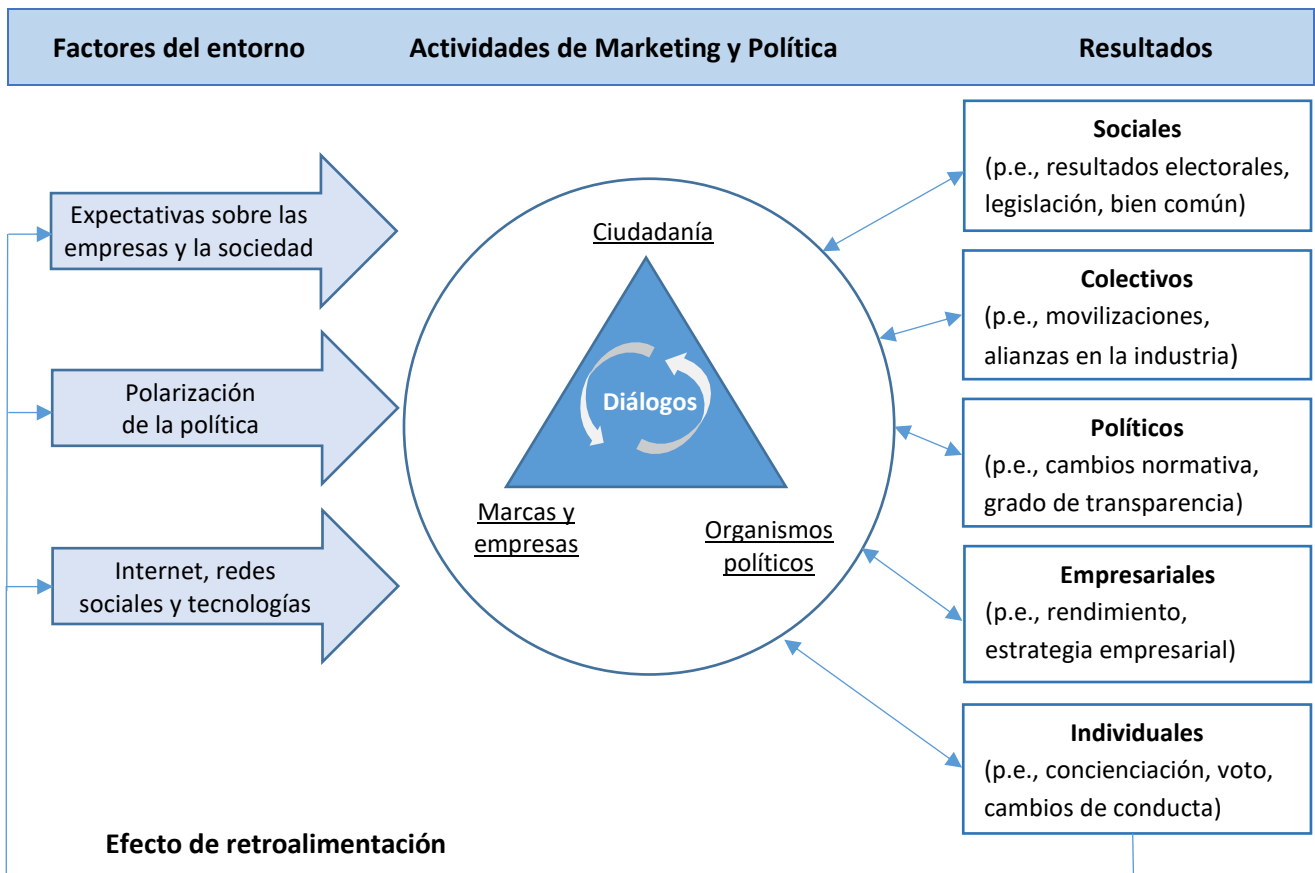 Factores del entorno
Actividades de Marketing y Política
Resultados
Expectativas sobre las
empresas y la sociedad
Polarización
de la política
Internet, redes
sociales y tecnologías
Ciudadanía
Diálogos
Marcas y
empresas
Organismos
políticos
Sociales
(p.e., resultados electorales,
legislación, bien común)
Colectivos
(p.e., movilizaciones,
alianzas en la industria)
Políticos
(p.e., cambios normativa,
grado de transparencia)
Empresariales
(p.e., rendimiento,
estrategia empresarial)
Individuales
(p.e., concienciación, voto,
cambios de conducta)
Efecto de retroalimentación